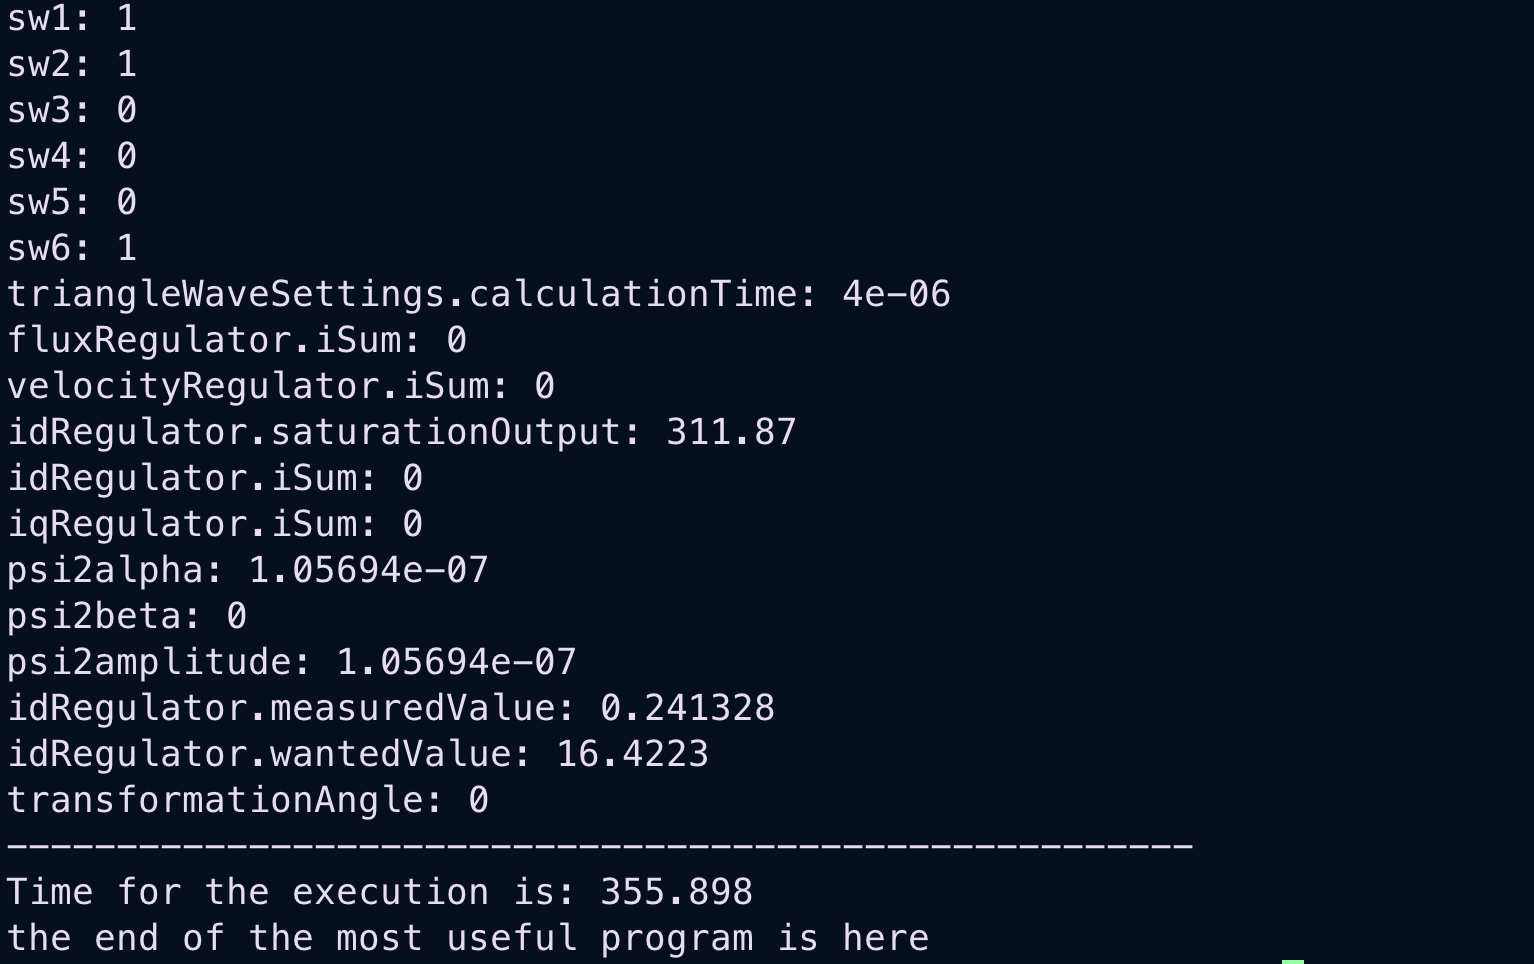 sw1: 1
sw2: 1
sw3: 0
sw4: 0
sw5: 0
sw6: 1
triangleWaveSettings.calculationTime: 4e-06
fluxRegulator.iSum: 0
velocityRegulator.iSum: 0
idRegulator.saturationOutput: 311.87
idRegulator.iSum: 0
iqRegulator.iSum: 0
psi2alpha: 1.05694e-07
psi2beta: 0
psi2amplitude: 1.05694e-07
idRegulator.measuredValue: 0.241328
idRegulator.wantedValue: 16.4223
transformationAngle: 0
------------------------------------------------------
Time for the execution is: 355.898
the end of the most useful program is here